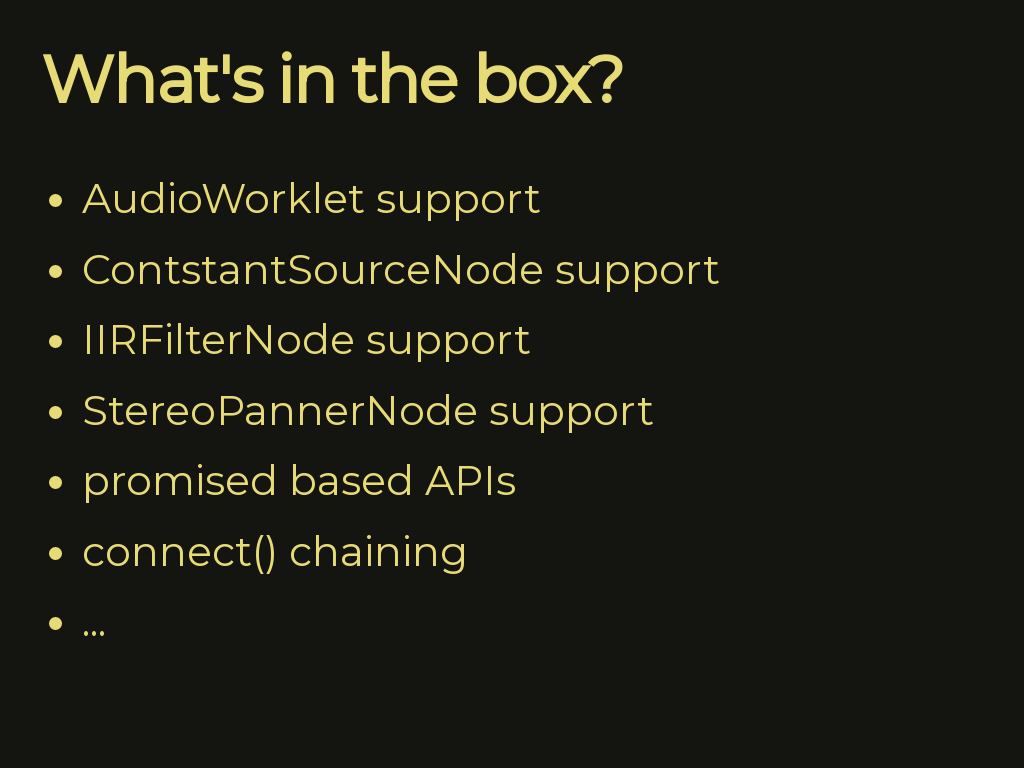 What's in the box?
• AudioWorklet support
• ContstantSourceNode support
• IIRFilterNode support
• StereoPannerNode support
• promised based APIs
• connect() chaining
• ...